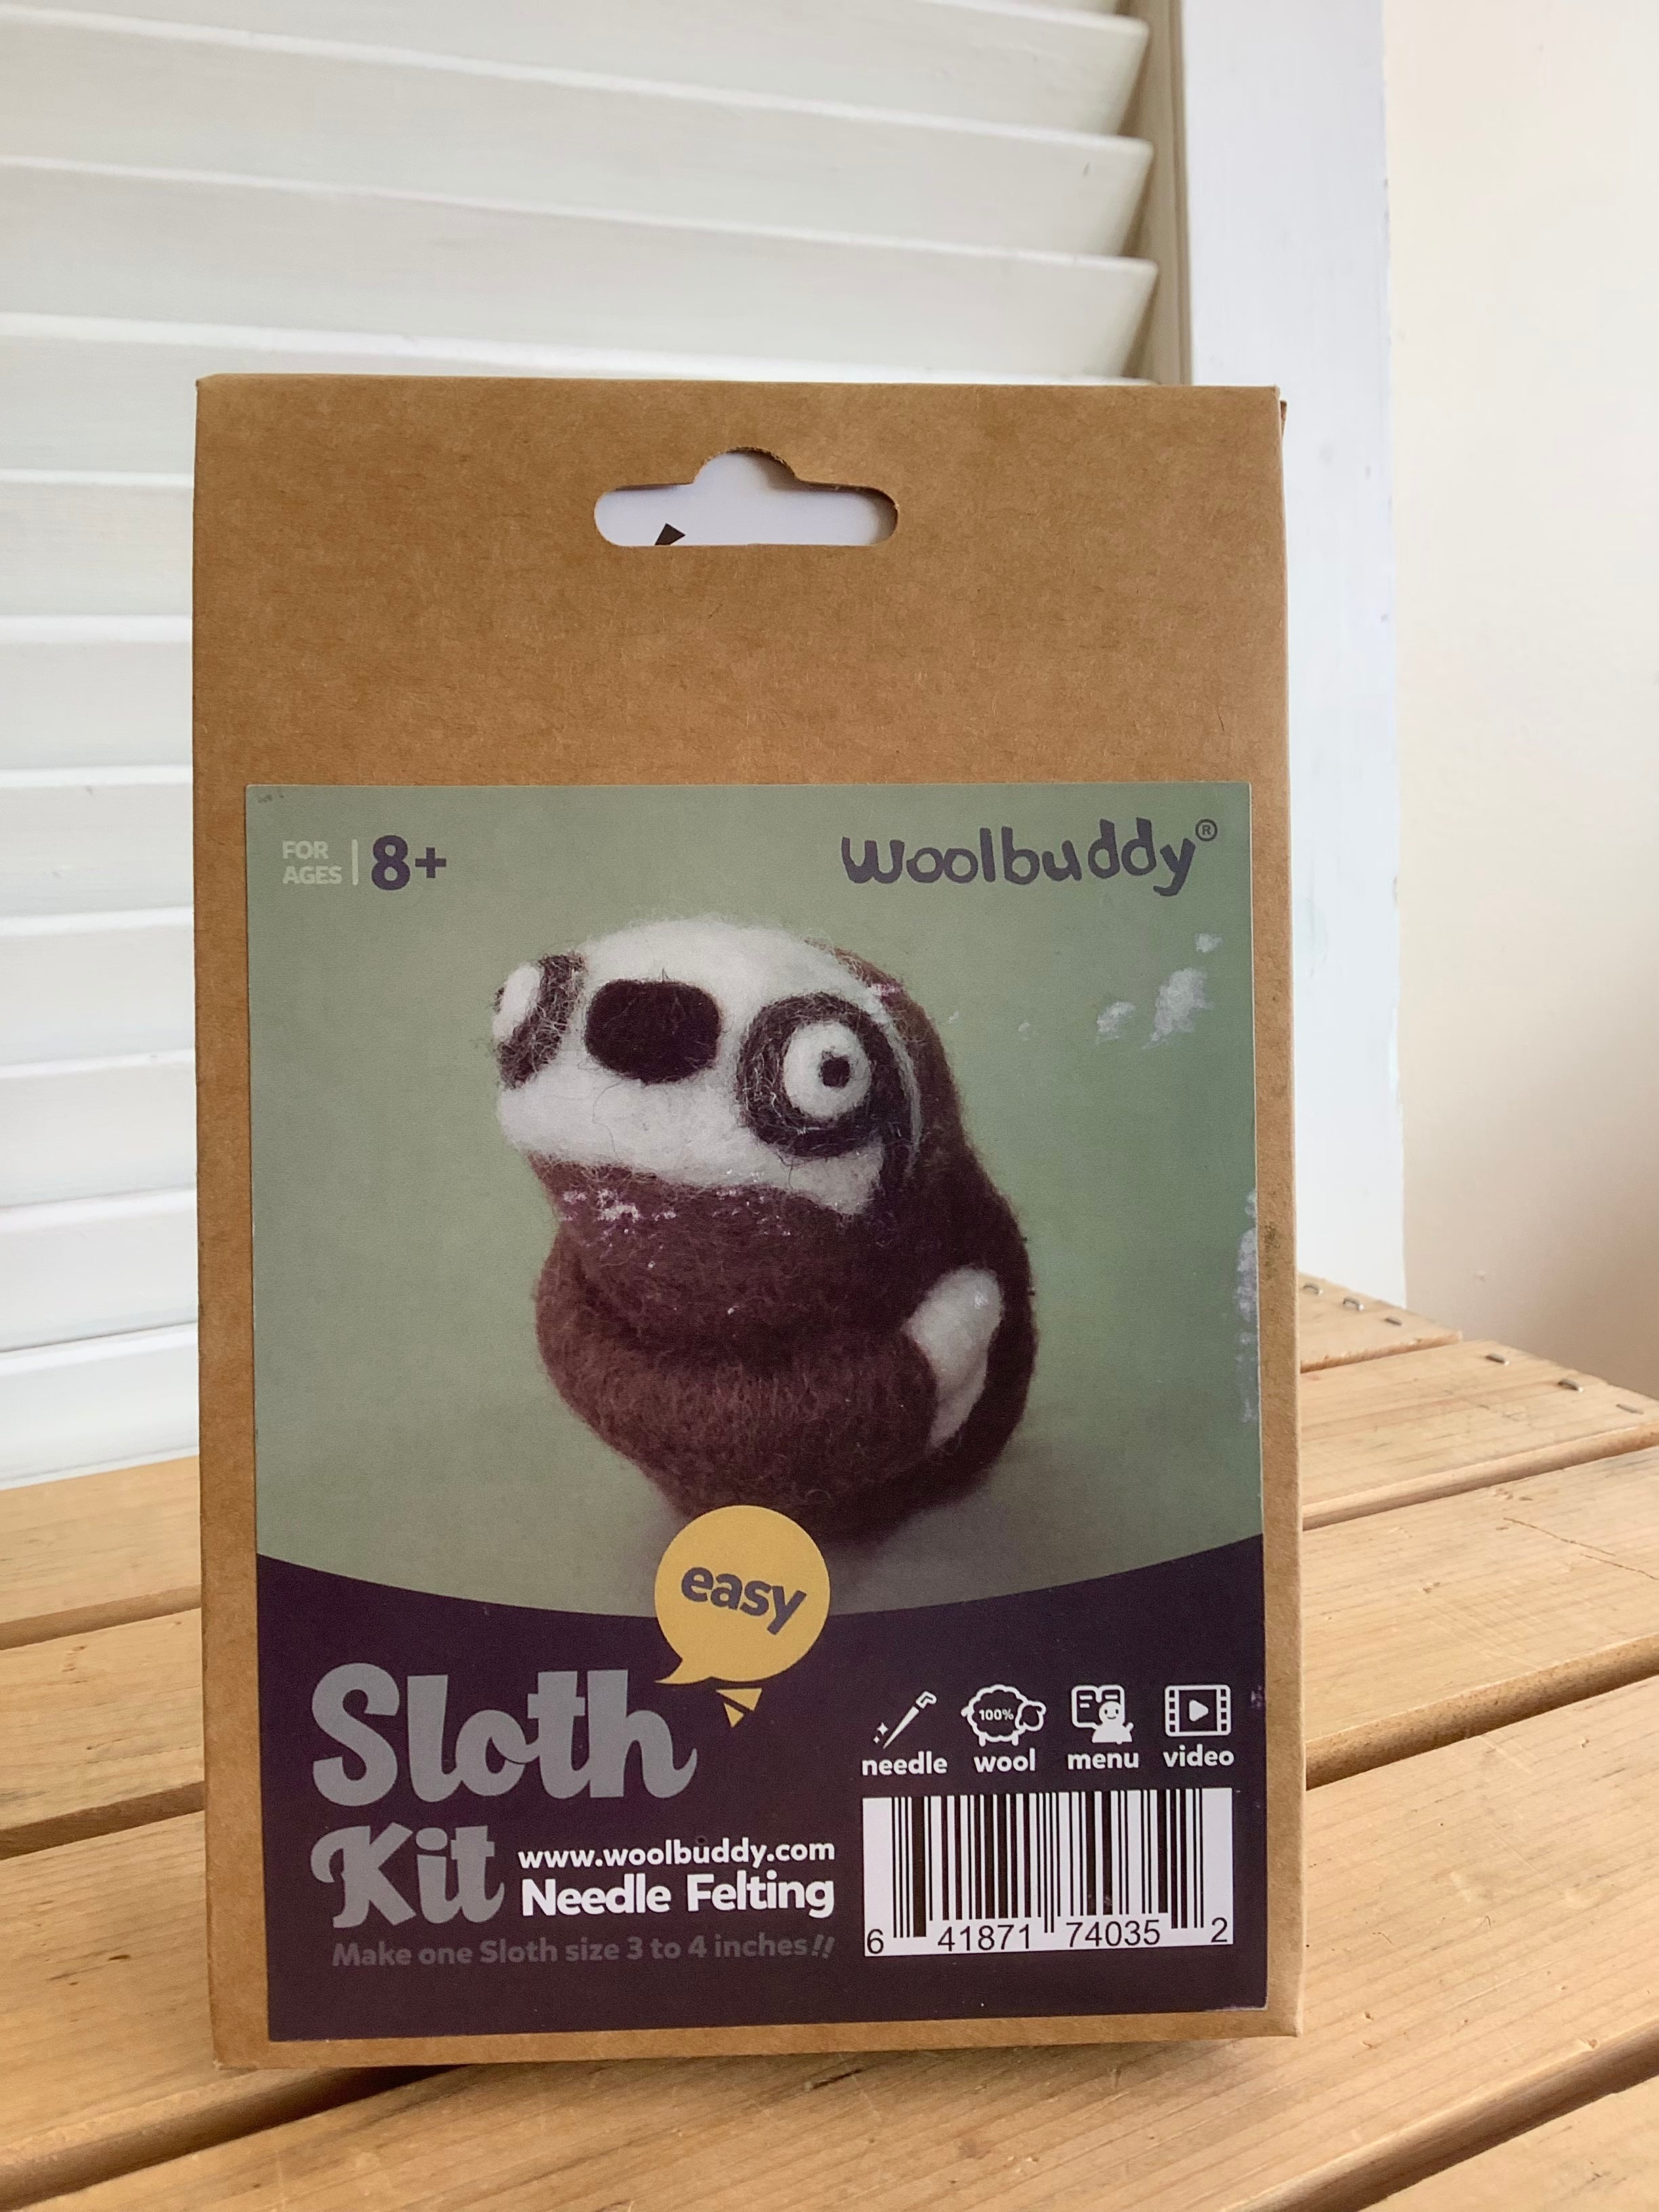 FOR
AGES
8+
woolbuddy®
easy
Sloth
Kit
www.woolbuddy.com
Needle Felting
Make one Sloth size 3 to 4 inches!!
needle
100%
wool
menu
video
6 41871 74035 2